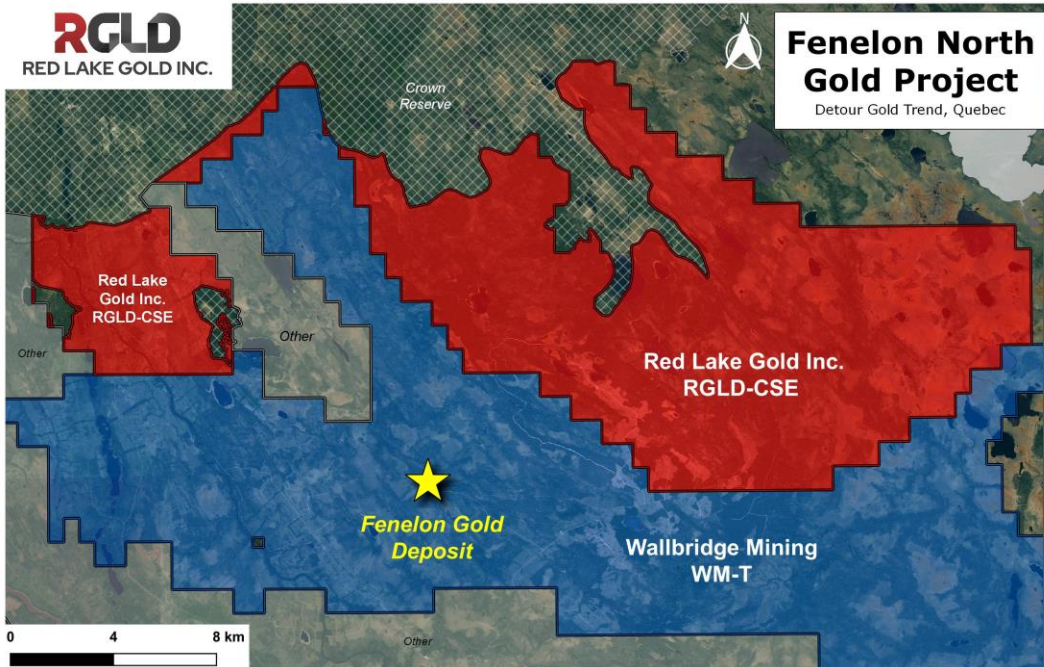 RGLD
RED LAKE GOLD INC.
N
Fenelon North
Gold Project
Detour Gold Trend, Quebec
Crown
Reserve
Red Lake
Gold Inc.
RGLD-CSE
Other
Other
Red Lake Gold Inc.
RGLD-CSE
Fenelon Gold
Deposit
Wallbridge Mining
WM-T
Other
0 4 8 km